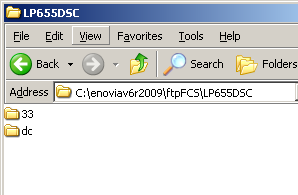 LP655DSC
File Edit View Favorites Tools Help
Back Search Folders
Address C:\enoviav6r2009\ftpFCS\LP655DSC
33
dc